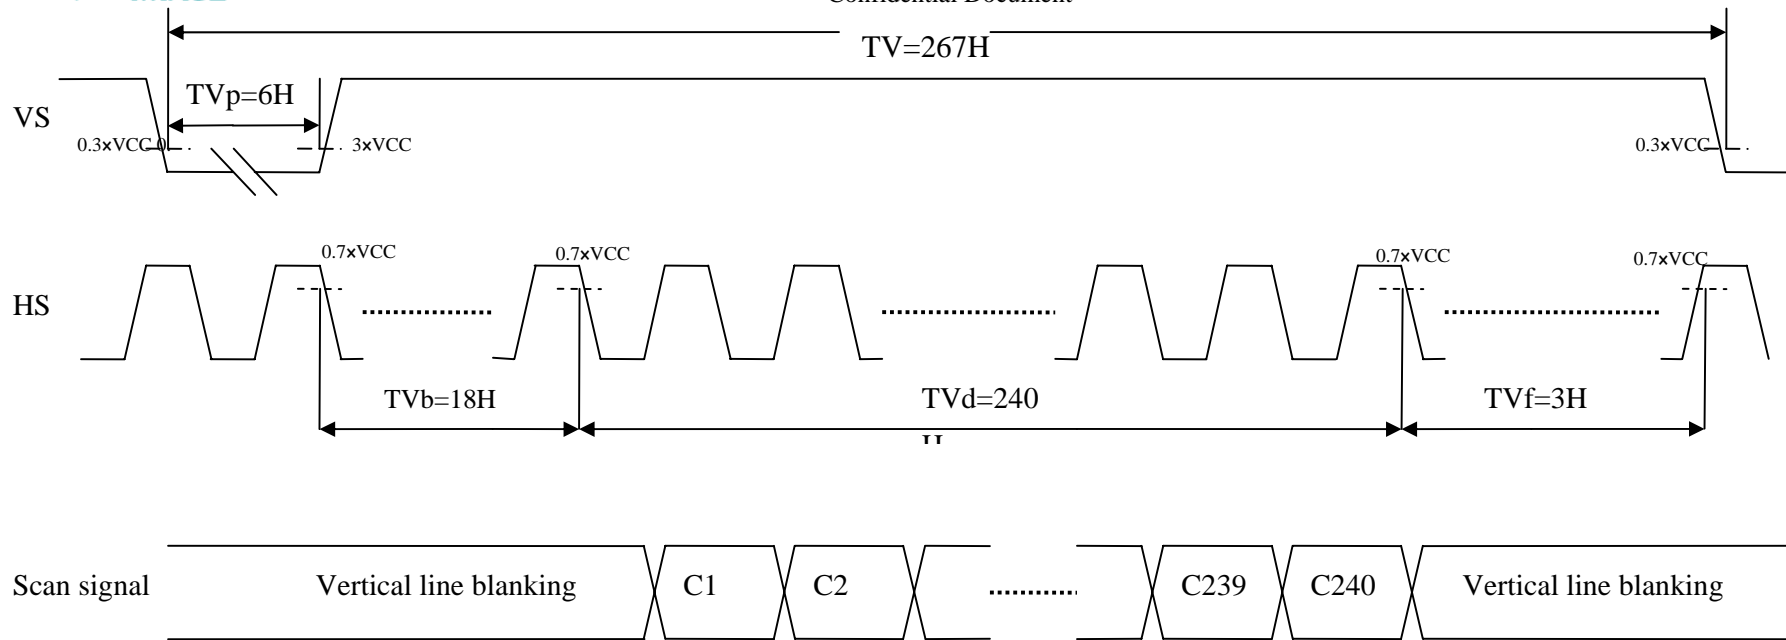 Confidential Document
TV=267H
TVp=6H
VS
0.3×VCC 0.
3×VCC
0.3×VCC
0.7×VCC
0.7×VCC
0.7×VCC
0.7×VCC
HS
TVb=18H
TVd=240
H
TVf=3H
Scan signal
Vertical line blanking
C1
C2
C239
C240
Vertical line blanking